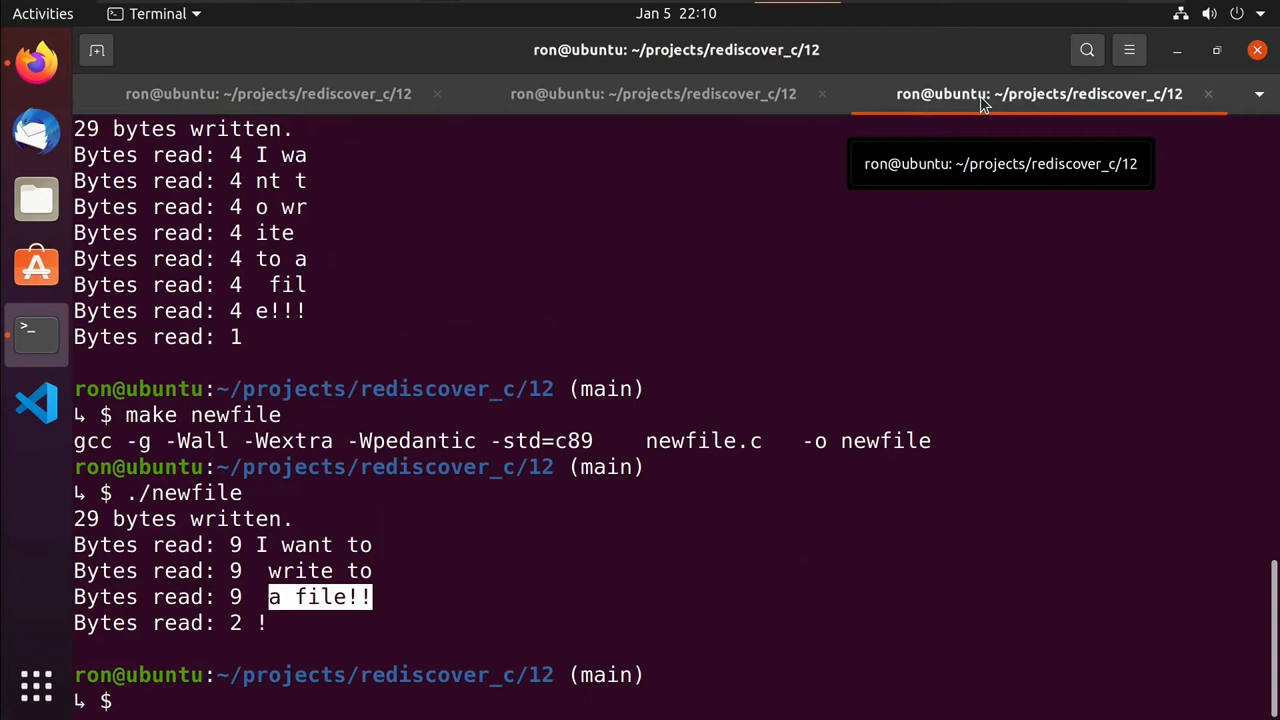 Activities Terminal Jan 5 22:10
ron@ubuntu: ~/projects/rediscover_c/12
ron@ubuntu: ~/projects/rediscover_c/12 ron@ubuntu: ~/projects/rediscover_c/12 ron@ubuntu: ~/projects/rediscover_c/12
ron@ubuntu: ~/projects/rediscover_c/12
29 bytes written.
Bytes read: 4 I wa
Bytes read: 4 nt t
Bytes read: 4 o wr
Bytes read: 4 ite
Bytes read: 4 to a
Bytes read: 4  fil
Bytes read: 4 e!!!
Bytes read: 1
ron@ubuntu:~/projects/rediscover_c/12 (main)
↳ $ make newfile
gcc -g -Wall -Wextra -Wpedantic -std=c89    newfile.c   -o newfile
ron@ubuntu:~/projects/rediscover_c/12 (main)
↳ $ ./newfile
29 bytes written.
Bytes read: 9 I want to
Bytes read: 9  write to
Bytes read: 9  a file!!
Bytes read: 2 !
ron@ubuntu:~/projects/rediscover_c/12 (main)
↳ $